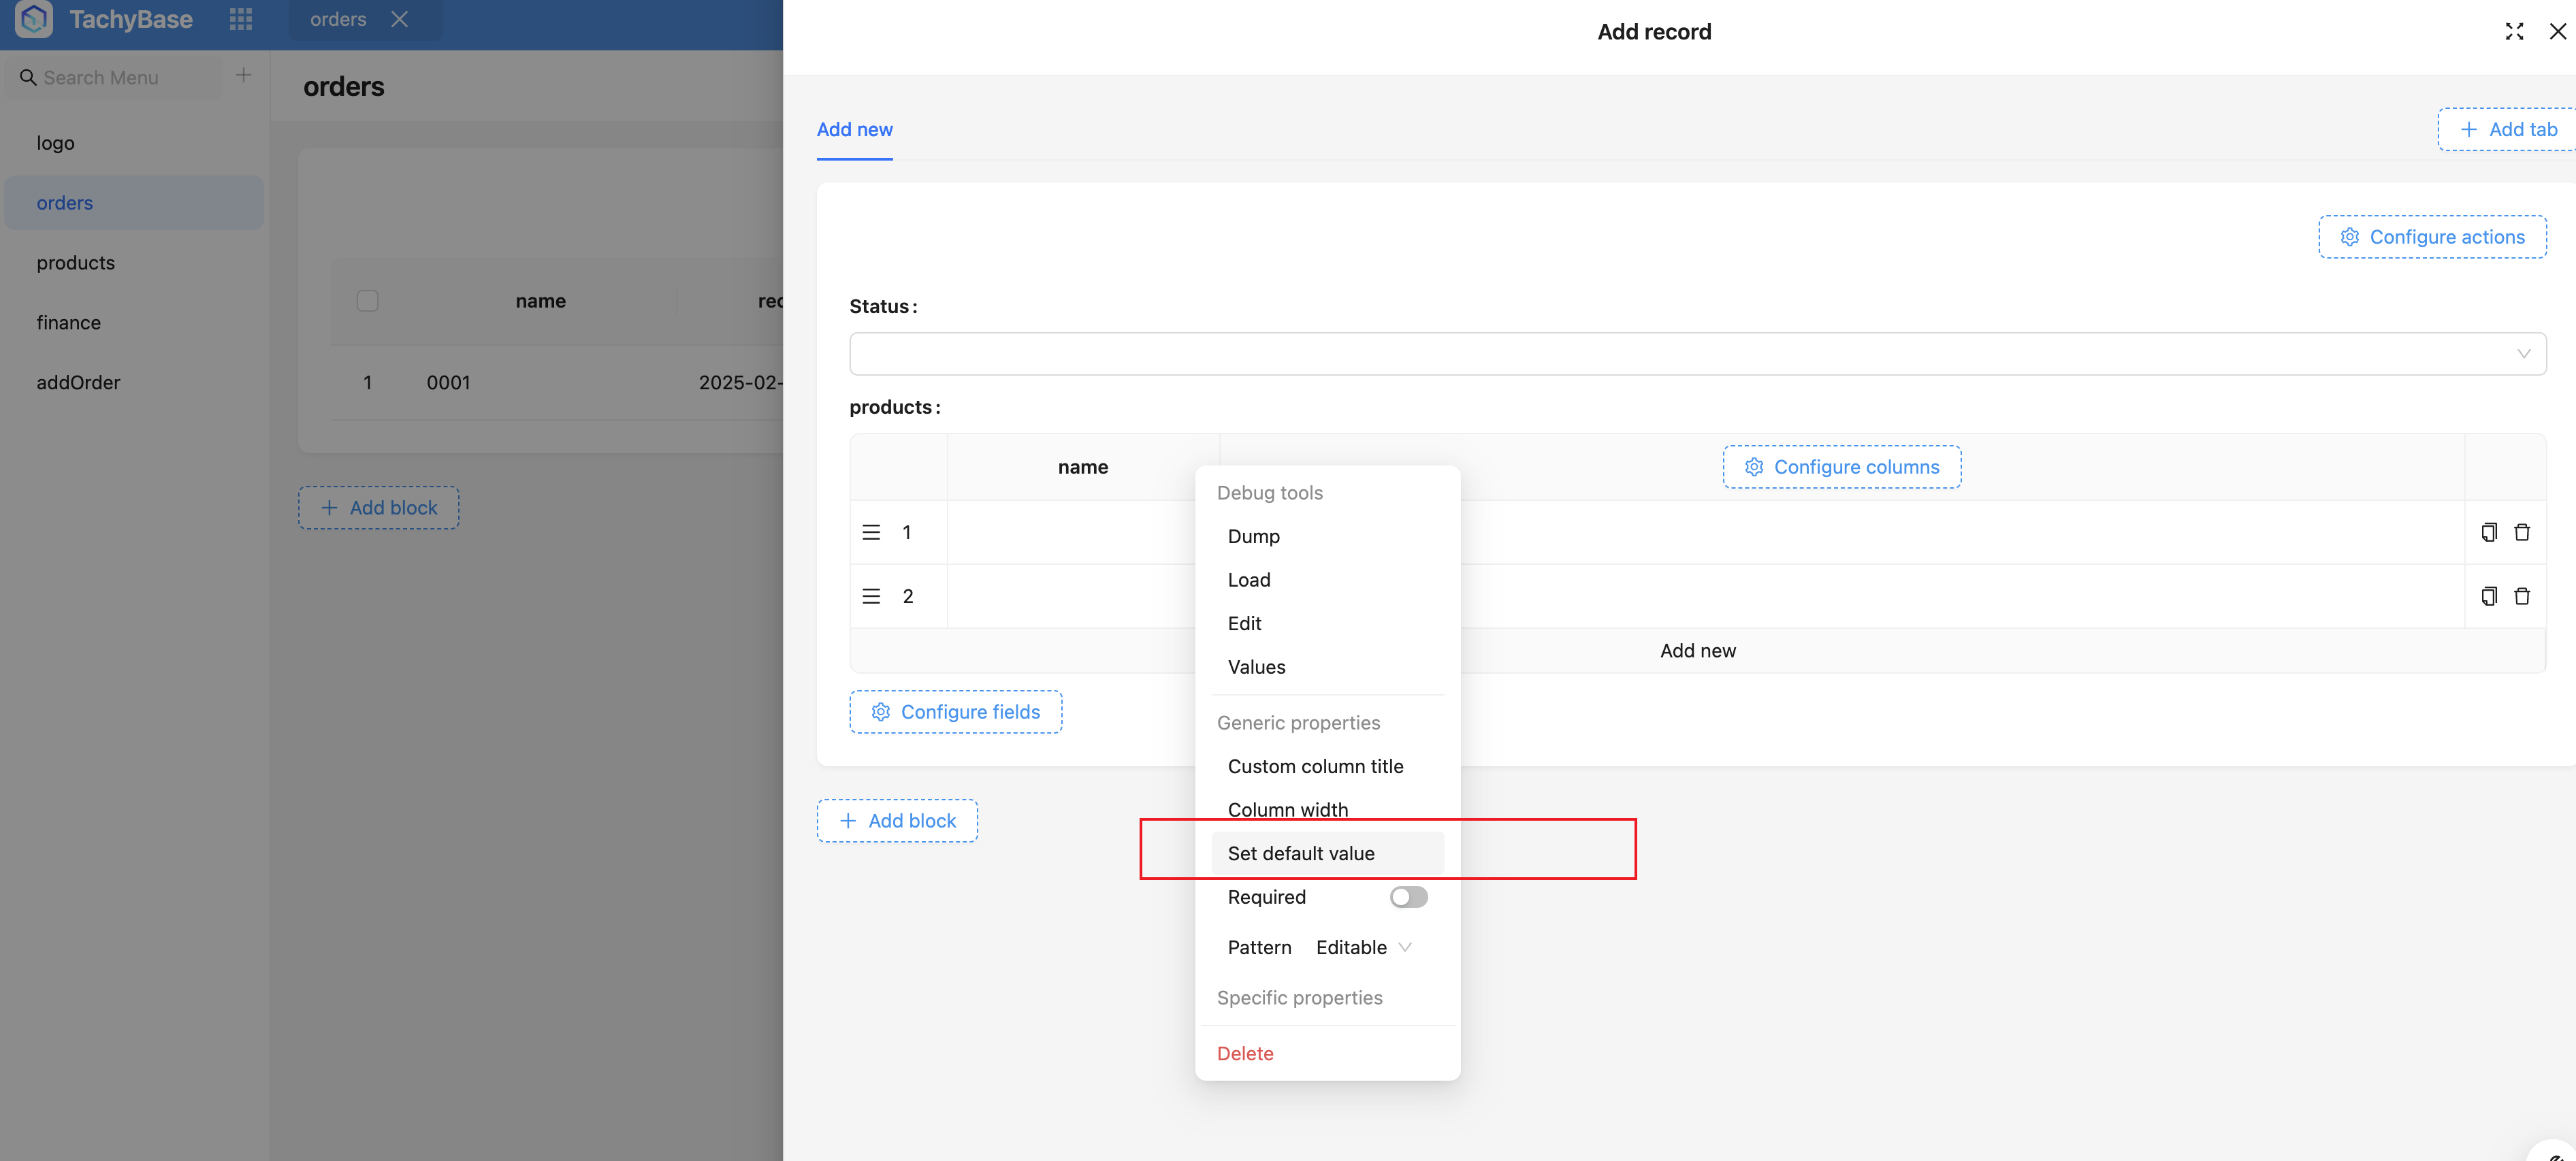 TachyBase
orders
Search Menu
logo
orders
products
finance
addOrder
orders
name
rec
1
0001
2025-02-
Add block
Add record
Add new
Add tab
Configure actions
Status:
products:
name
Configure columns
1
2
Add new
Configure fields
Add block
Debug tools
Dump
Load
Edit
Values
Generic properties
Custom column title
Column width
Set default value
Required
Pattern Editable
Specific properties
Delete